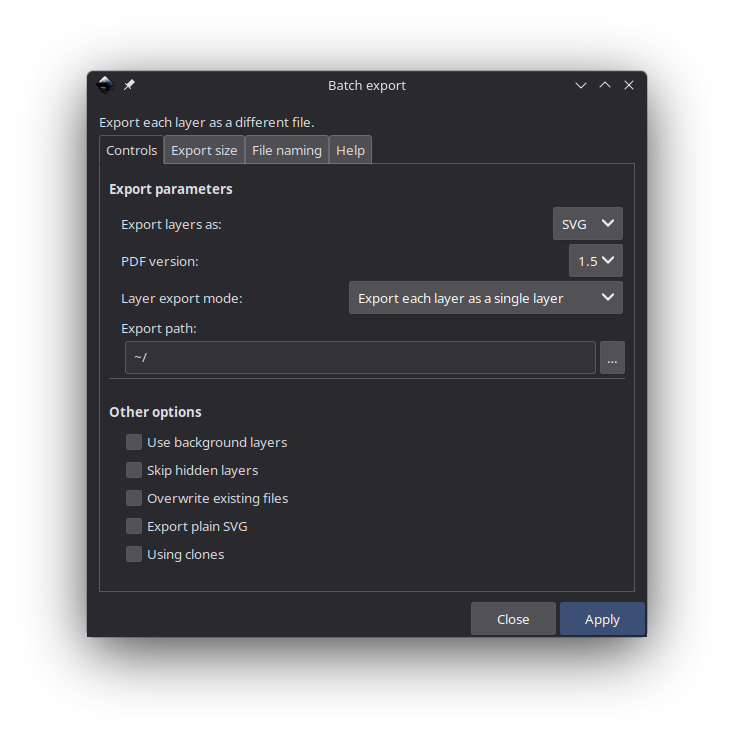 Batch export
Export each layer as a different file.
Controls Export size File naming Help
Export parameters
Export layers as: SVG
PDF version: 1.5
Layer export mode: Export each layer as a single layer
Export path:
~/ ...
Other options
Use background layers
Skip hidden layers
Overwrite existing files
Export plain SVG
Using clones
Close Apply